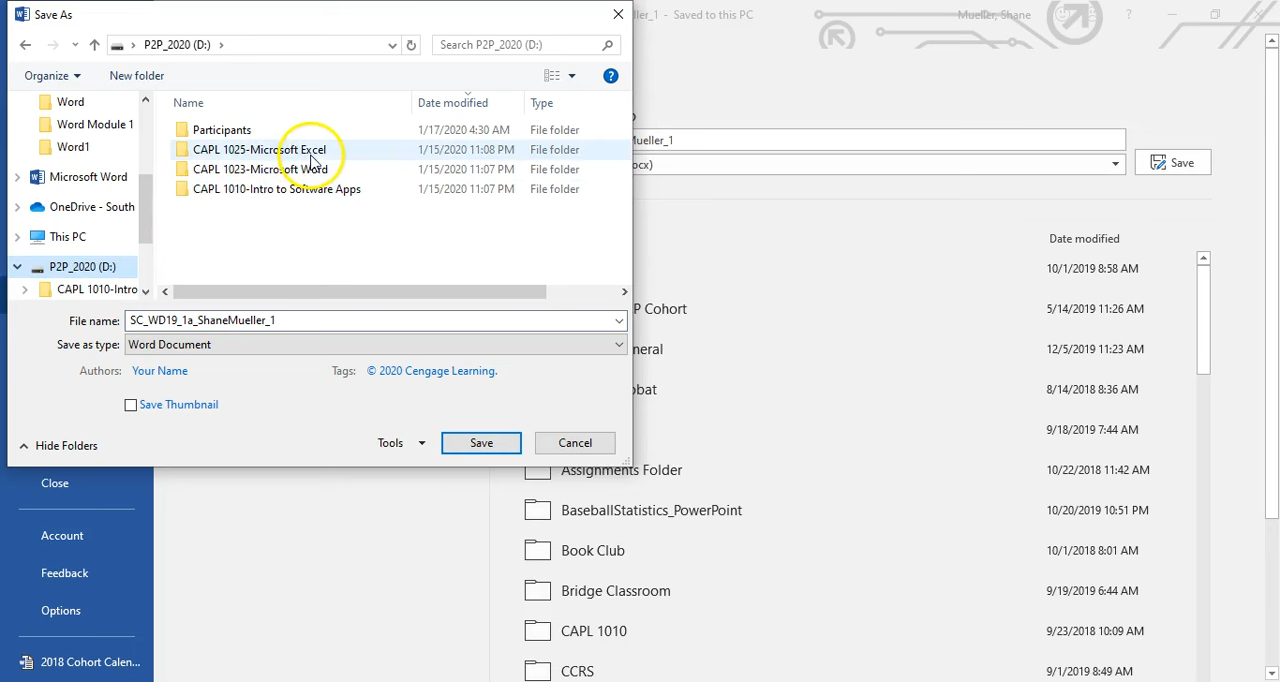 Save As
P2P_2020 (D:)
Search P2P_2020 (D:)
Organize
New folder
Word
Word Module 1
Word1
Microsoft Word
OneDrive - South
This PC
P2P_2020 (D:)
CAPL 1010-Intro
Name
Date modified
Type
Participants
1/17/2020 4:30 AM
File folder
CAPL 1025-Microsoft Excel
1/15/2020 11:08 PM
File folder
CAPL 1023-Microsoft Word
1/15/2020 11:07 PM
File folder
CAPL 1010-Intro to Software Apps
1/15/2020 11:07 PM
File folder
File name:
SC_WD19_1a_ShaneMueller_1
Save as type:
Word Document
Authors:
Your Name
Tags:
© 2020 Cengage Learning.
Save Thumbnail
Hide Folders
Tools
Save
Cancel
ler_1 - Saved to this PC
Mueller, Shane
?
ueller_1
ocx)
Save
Date modified
10/1/2019 8:58 AM
P Cohort
5/14/2019 11:26 AM
neral
12/5/2019 11:23 AM
obat
8/14/2018 8:36 AM
9/18/2019 7:44 AM
Assignments Folder
10/22/2018 11:42 AM
BaseballStatistics_PowerPoint
10/20/2019 10:51 PM
Book Club
10/1/2018 8:01 AM
Bridge Classroom
9/19/2019 6:44 AM
CAPL 1010
9/23/2018 10:09 AM
CCRS
9/1/2019 8:49 AM
Close
Account
Feedback
Options
2018 Cohort Calen...